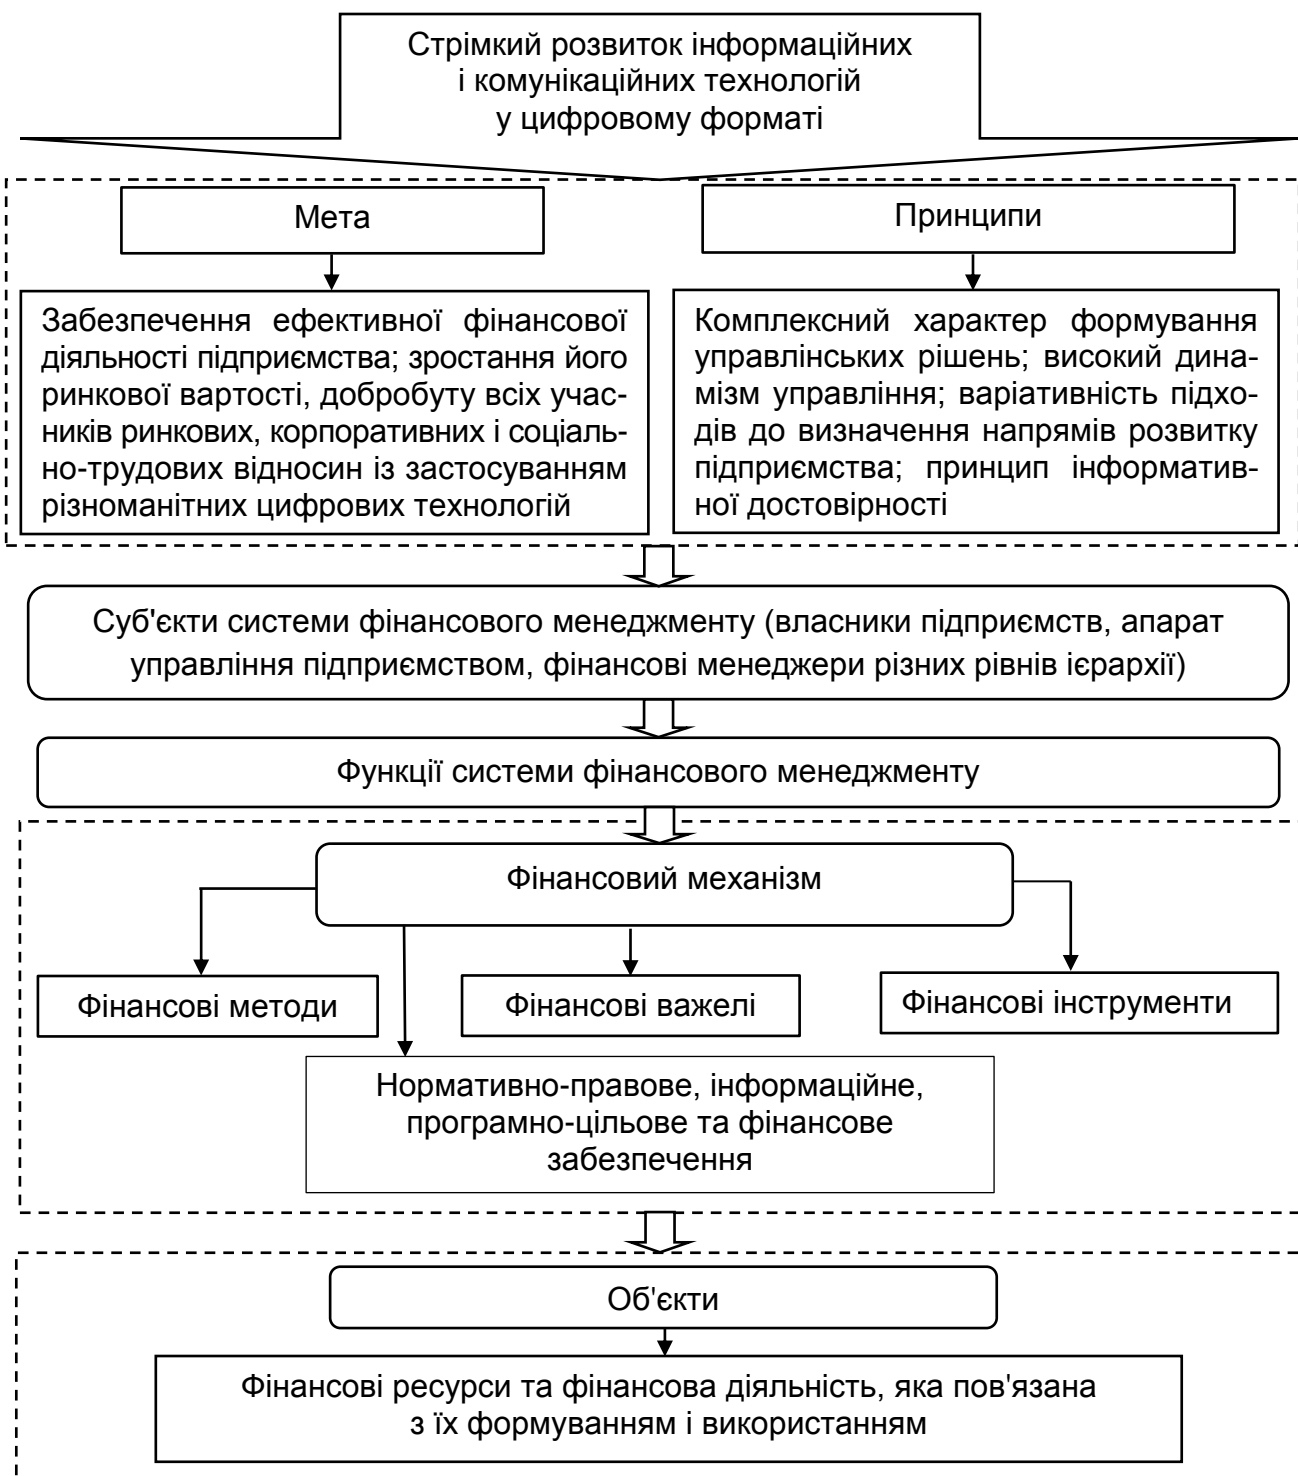 Стрімкий розвиток інформаційних
і комунікаційних технологій
у цифровому форматі
Мета
Принципи
Забезпечення ефективної фінансової
діяльності підприємства; зростання його
ринкової вартості, добробуту всіх учас-
ників ринкових, корпоративних і соціаль-
но-трудових відносин із застосуванням
різноманітних цифрових технологій
Комплексний характер формування
управлінських рішень; високий дина-
мізм управління; варіативність підхо-
дів до визначення напрямів розвитку
підприємства; принцип інформатив-
ної достовірності
Суб'єкти системи фінансового менеджменту (власники підприємств, апарат
управління підприємством, фінансові менеджери різних рівнів ієрархії)
Функції системи фінансового менеджменту
Фінансовий механізм
Фінансові методи
Фінансові важелі
Фінансові інструменти
Нормативно-правове, інформаційне,
програмно-цільове та фінансове
забезпечення
Об'єкти
Фінансові ресурси та фінансова діяльність, яка пов'язана
з їх формуванням і використанням